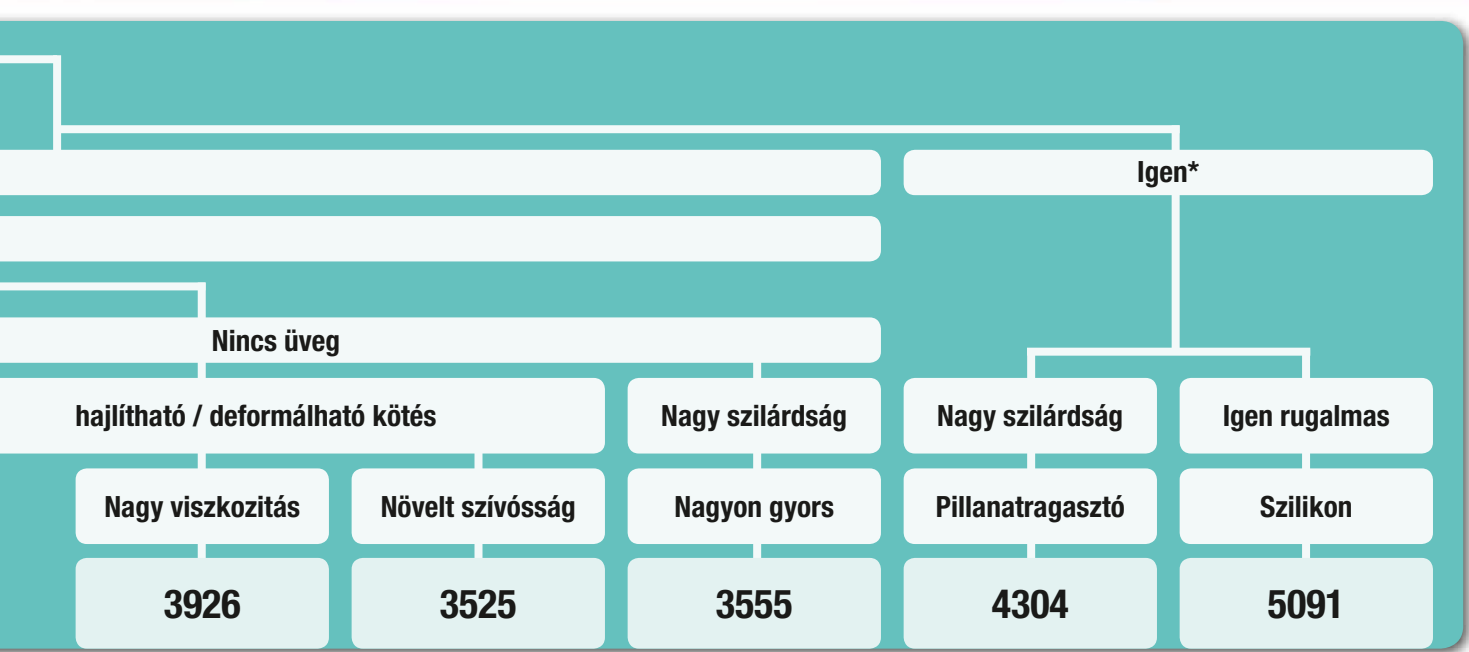 Igen*
Nincs üveg
hajlítható / deformálható kötés
Nagy szilárdság
Nagy szilárdság
Igen rugalmas
Nagy viszkozitás
Növelt szívósság
Nagyon gyors
Pillanatragasztó
Szilikon
3926
3525
3555
4304
5091